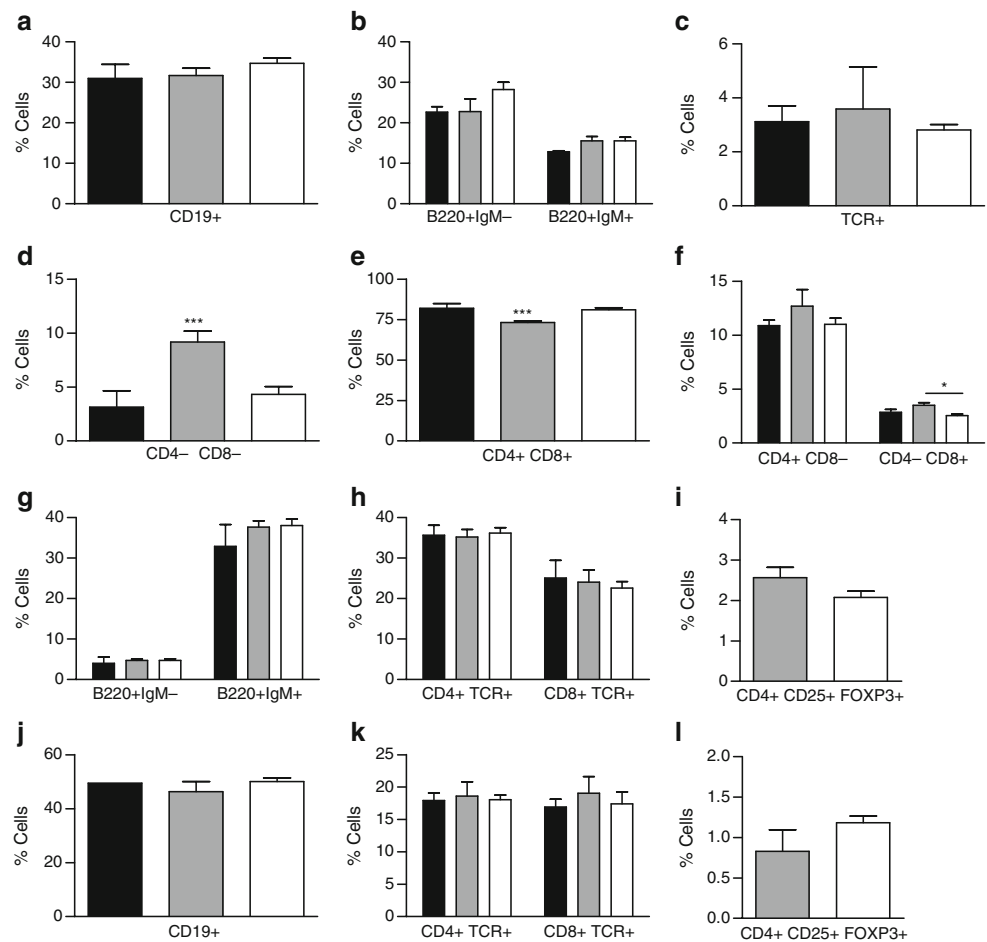 a
% Cells
40
30
20
10
0
CD19+
b
% Cells
40
30
20
10
0
B220+IgM– B220+IgM+
c
% Cells
6
4
2
0
TCR+
d
% Cells
15
10
5
0
***
CD4– CD8–
e
% Cells
100
75
50
25
0
***
CD4+ CD8+
f
% Cells
15
10
5
0
*
CD4+ CD8– CD4– CD8+
g
% Cells
40
30
20
10
0
B220+IgM– B220+IgM+
h
% Cells
40
30
20
10
0
CD4+ TCR+ CD8+ TCR+
i
% Cells
4
3
2
1
0
CD4+ CD25+ FOXP3+
j
% Cells
60
40
20
0
CD19+
k
% Cells
25
20
15
10
5
0
CD4+ TCR+ CD8+ TCR+
l
% Cells
2.0
1.5
1.0
0.5
0.0
CD4+ CD25+ FOXP3+